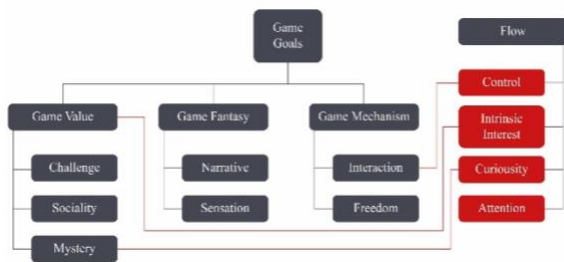 Game
Goals
Flow
Game Value
Game Fantasy
Game Mechanism
Control
Intrinsic
Interest
Challenge
Narrative
Interaction
Curiousity
Sociality
Sensation
Freedom
Attention
Mystery